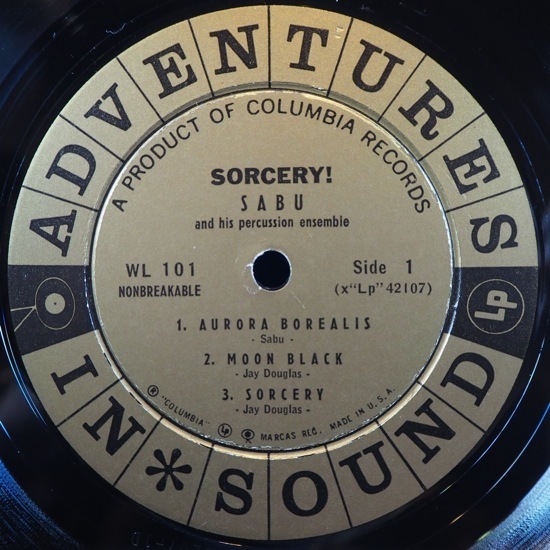 ADVENTURES
IN * SOUND
Lp
A PRODUCT OF COLUMBIA RECORDS
SORCERY!
SABU
and his percussion ensemble
WL 101
NONBREAKABLE
Side 1
(x"Lp" 42107)
1. AURORA BOREALIS
- Sabu -
2. MOON BLACK
- Jay Douglas -
3. SORCERY
- Jay Douglas -
® "COLUMBIA" Lp MARCAS REG. MADE IN U.S.A.